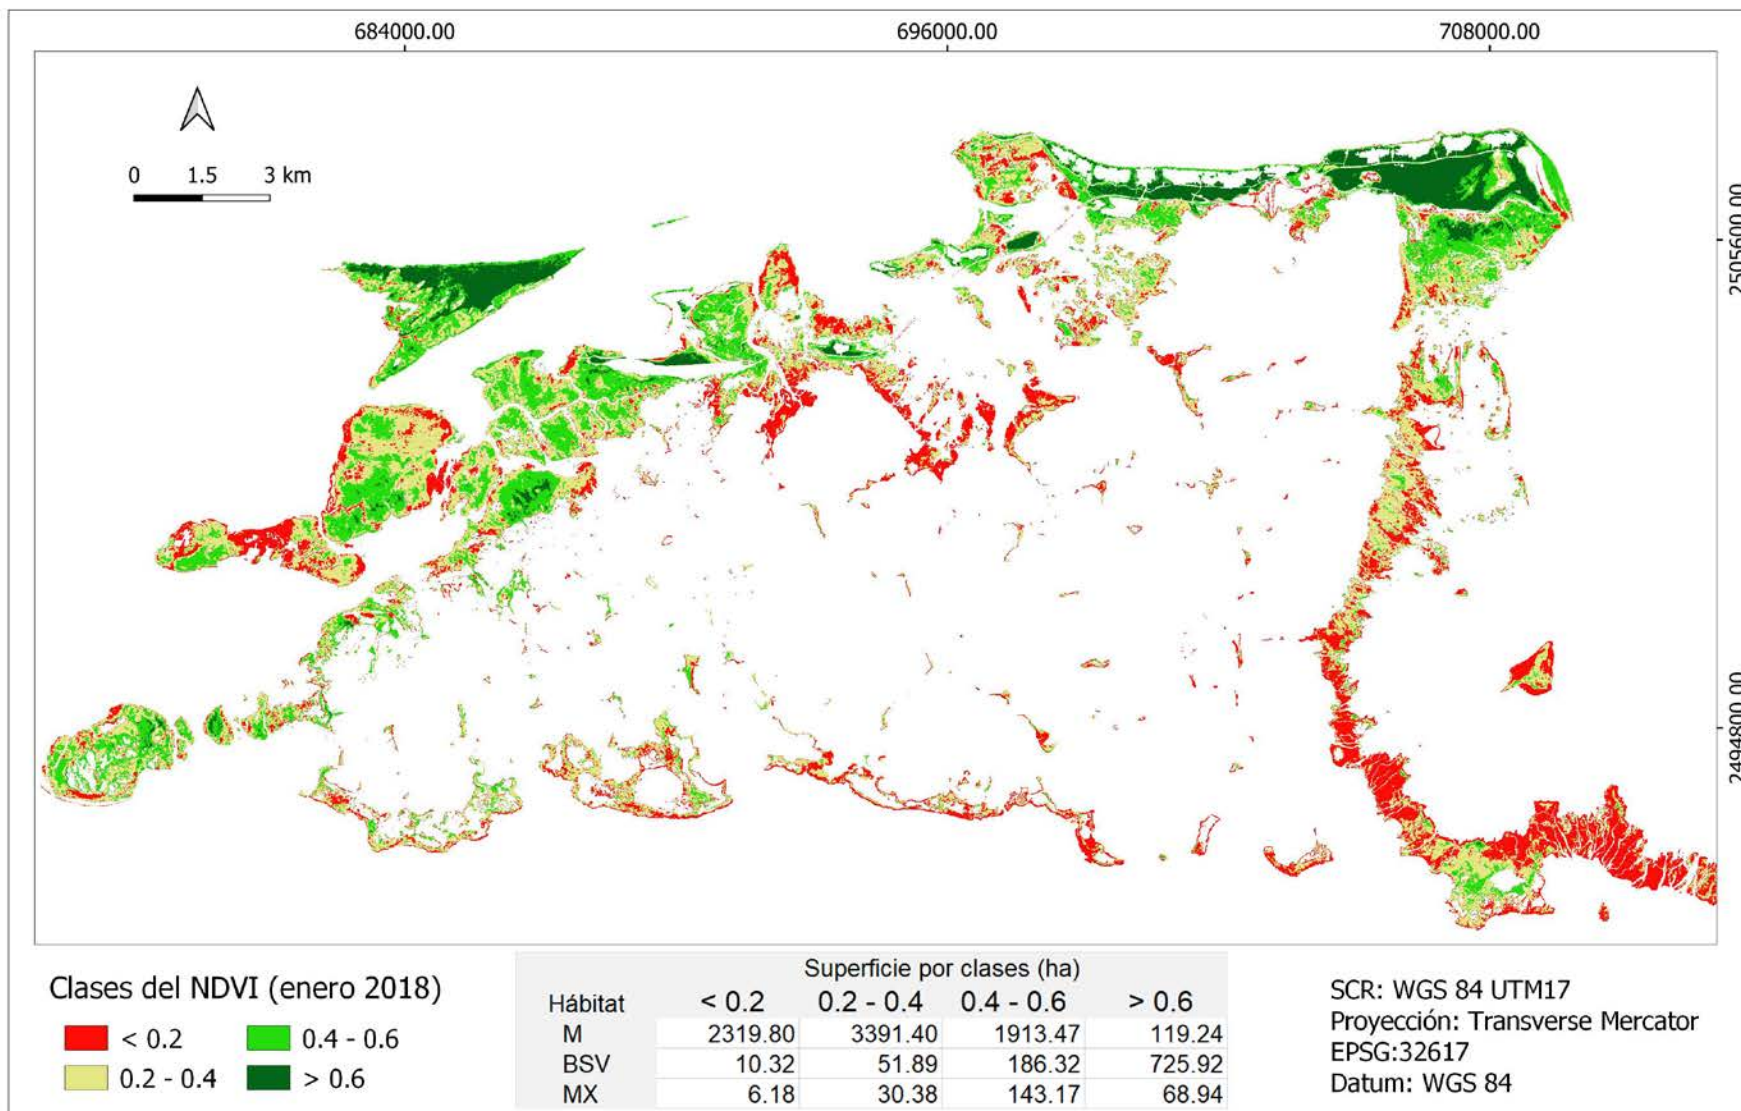 684000.00 696000.00 708000.00
0 1.5 3 km
2505600.00
2494800.00
Clases del NDVI (enero 2018)
< 0.2 0.4 - 0.6
0.2 - 0.4 > 0.6
Superficie por clases (ha)
Hábitat < 0.2 0.2 - 0.4 0.4 - 0.6 > 0.6
M 2319.80 3391.40 1913.47 119.24
BSV 10.32 51.89 186.32 725.92
MX 6.18 30.38 143.17 68.94
SCR: WGS 84 UTM17
Proyección: Transverse Mercator
EPSG:32617
Datum: WGS 84